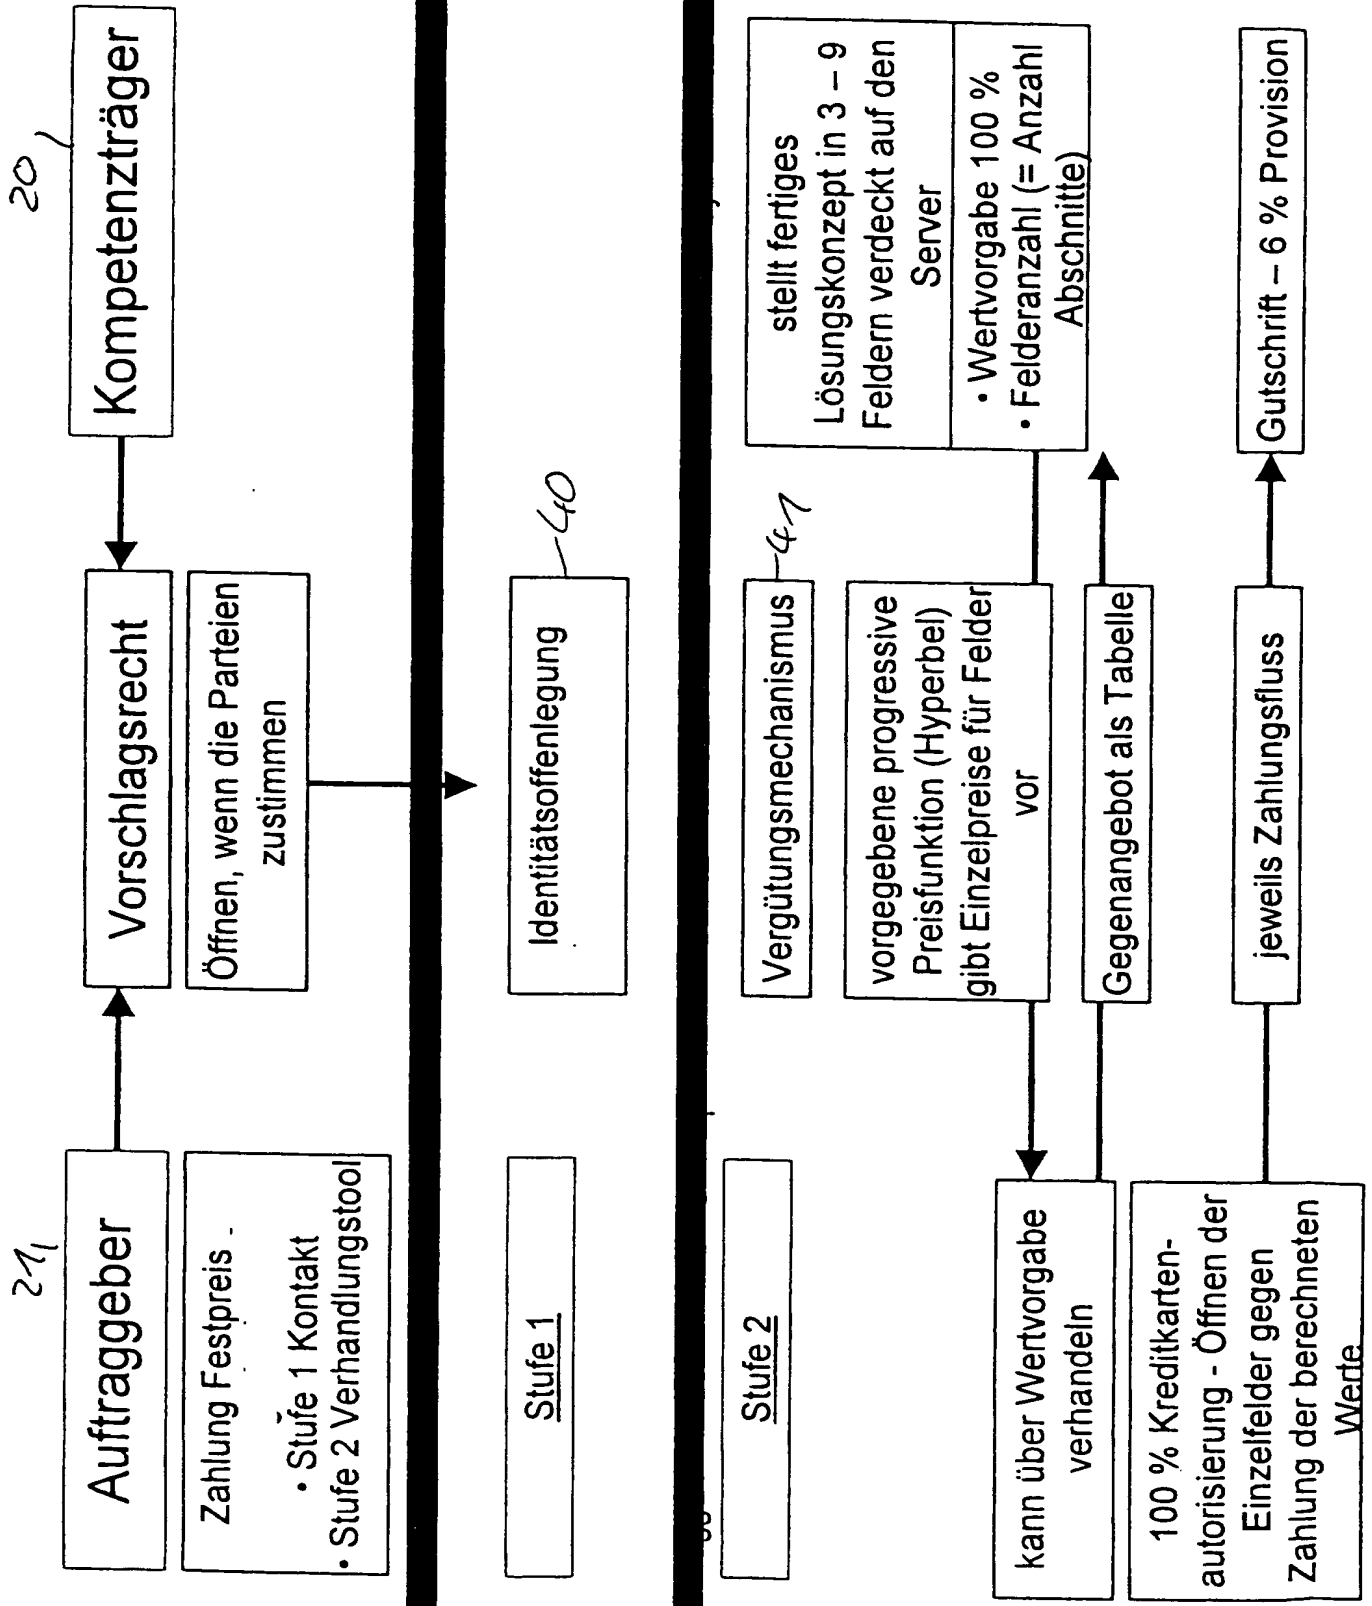 21
Auftraggeber
Zahlung Festpreis
• Stufe 1 Kontakt
• Stufe 2 Verhandlungstool
Vorschlagsrecht
Öffnen, wenn die Parteien
zustimmen
20
Kompetenzträger
Stufe 1
Identitätsoffenlegung
40
Stufe 2
Vergütungsmechanismus
41
stellt fertiges
Lösungskonzept in 3 – 9
Feldern verdeckt auf den
Server
• Wertvorgabe 100 %
• Felderanzahl (= Anzahl
Abschnitte)
vorgegebene progressive
Preisfunktion (Hyperbel)
gibt Einzelpreise für Felder
vor
kann über Wertvorgabe
verhandeln
Gegenangebot als Tabelle
100 % Kreditkarten-
autorisierung - Öffnen der
Einzelfelder gegen
Zahlung der berechneten
Werte
jeweils Zahlungsfluss
Gutschrift – 6 % Provision